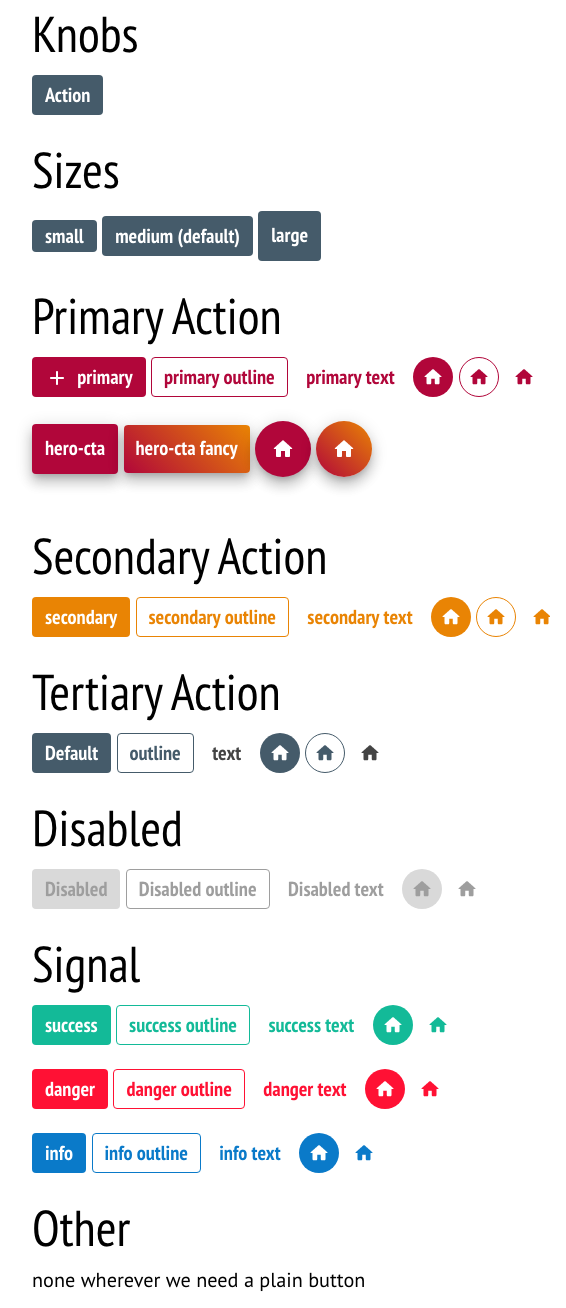 Knobs
Action
Sizes
small medium (default) large
Primary Action
primary primary outline primary text
hero-cta hero-cta fancy
Secondary Action
secondary secondary outline secondary text
Tertiary Action
Default outline text
Disabled
Disabled Disabled outline Disabled text
Signal
success success outline success text
danger danger outline danger text
info info outline info text
Other
none wherever we need a plain button